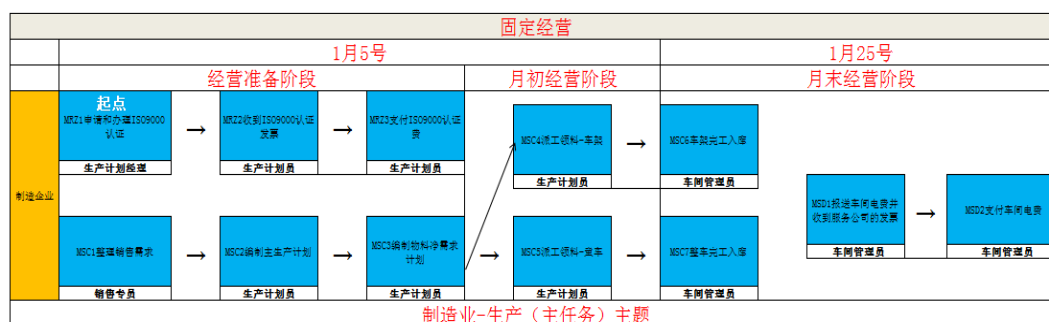 固定经营
1月5号
1月25号
经营准备阶段
月初经营阶段
月末经营阶段
制造企业
起点
MRZ1申请和办理ISO9000
认证
生产计划经理
MRZ2收到ISO9000认证
发票
生产计划员
MRZ3支付ISO9000认证
费
生产计划员
MSC4派工领料-车架
生产计划员
MSC6车架完工入库
车间管理员
MSC1整理销售需求
销售专员
MSC2编制主生产计划
生产计划员
MSC3编制物料净需求
计划
生产计划员
MSC5派工领料-童车
生产计划员
MSC7整车完工入库
车间管理员
MSD1报送车间电费并
收到服务公司的发票
车间管理员
MSD2支付车间电费
车间管理员
制造业-生产（主任务）主题